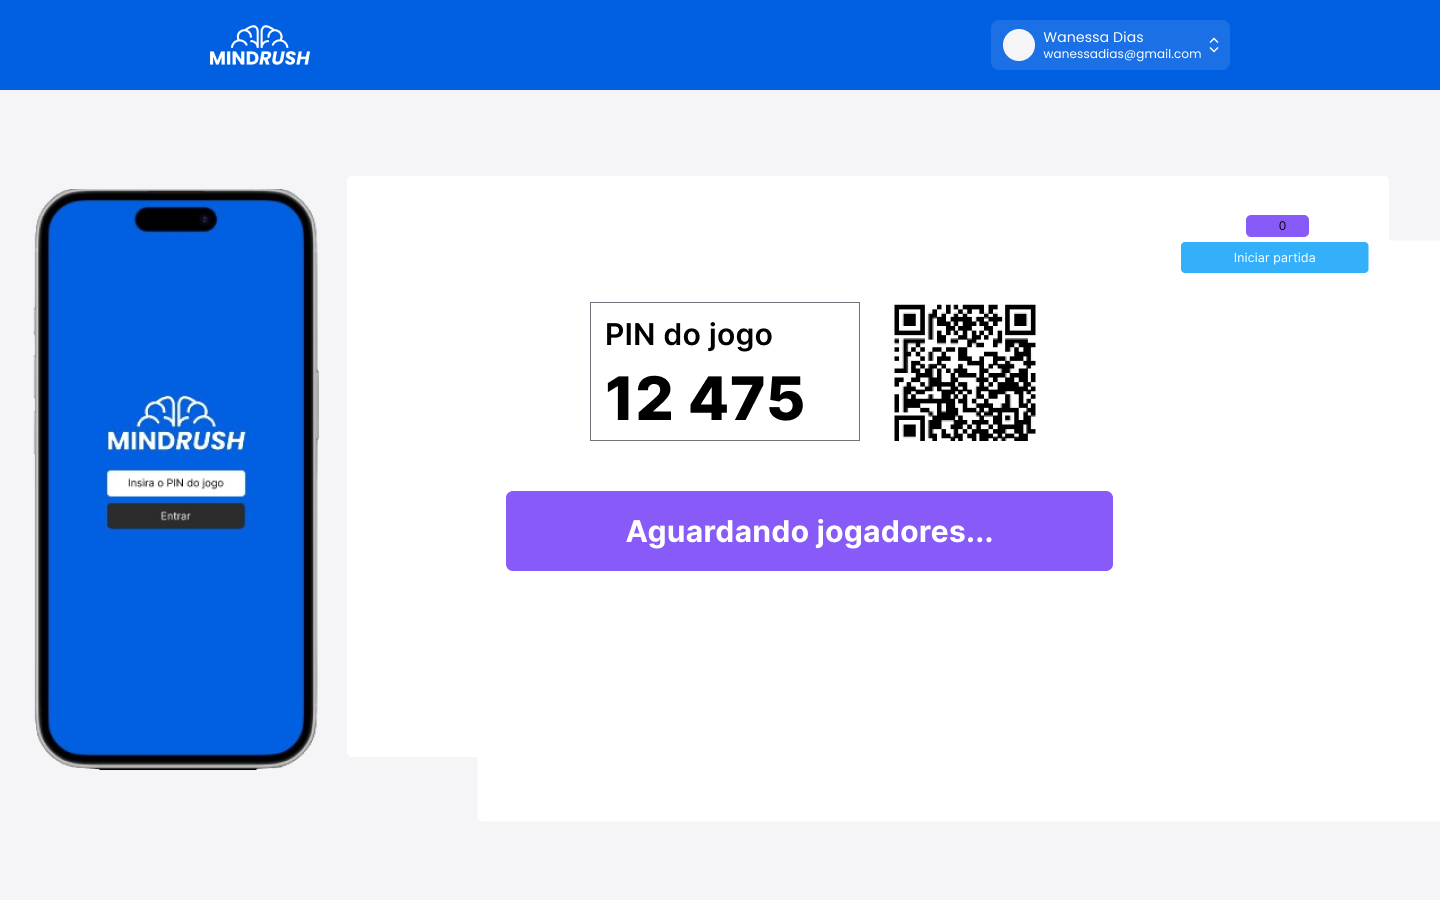 MINDRUSH
Wanessa Dias
wanessadias@gmail.com
0
Iniciar partida
PIN do jogo
12 475
MINDRUSH
Insira o PIN do jogo
Entrar
Aguardando jogadores...